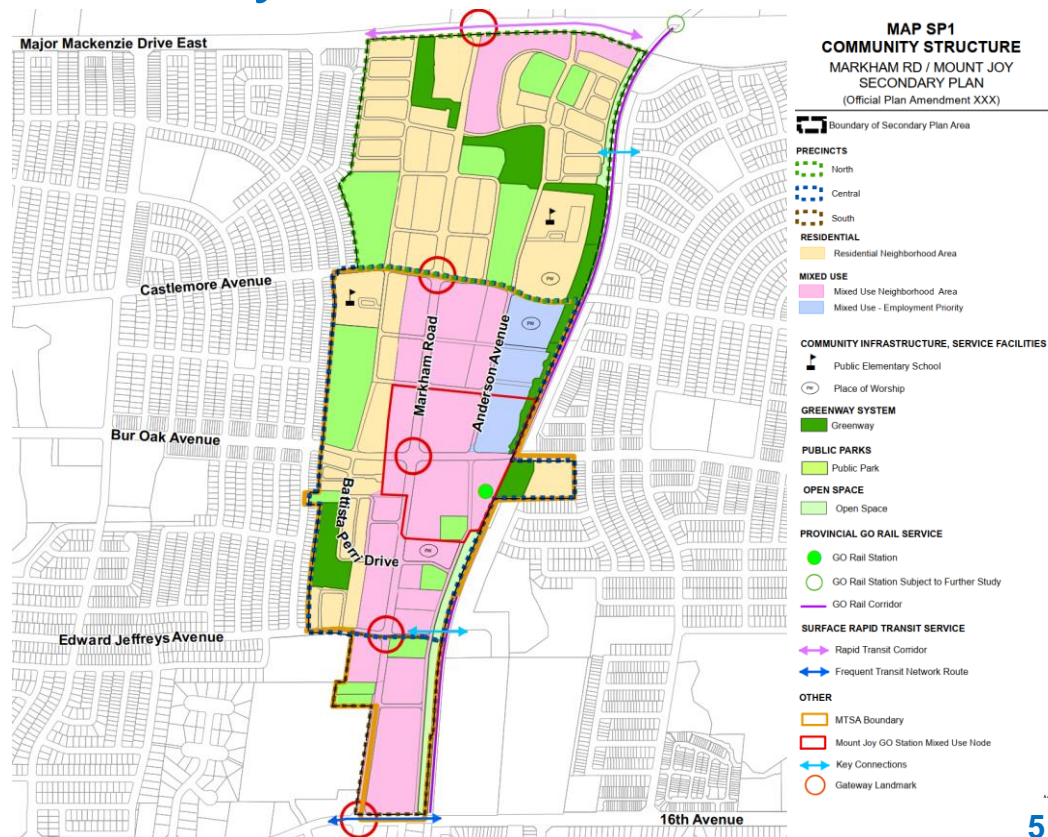 Major Mackenzie Drive East
Castlemore Avenue
Markham Road
Anderson Avenue
Bur Oak Avenue
Battista Perri
Drive
Edward Jeffreys Avenue
16th Avenue
PW
PW
PW
MAP SP1
COMMUNITY STRUCTURE
MARKHAM RD / MOUNT JOY
SECONDARY PLAN
(Official Plan Amendment XXX)
Boundary of Secondary Plan Area
PRECINCTS
North
Central
South
RESIDENTIAL
Residential Neighborhood Area
MIXED USE
Mixed Use Neighborhood Area
Mixed Use - Employment Priority
COMMUNITY INFRASTRUCTURE, SERVICE FACILITIES
Public Elementary School
PW
Place of Worship
GREENWAY SYSTEM
Greenway
PUBLIC PARKS
Public Park
OPEN SPACE
Open Space
PROVINCIAL GO RAIL SERVICE
GO Rail Station
GO Rail Station Subject to Further Study
GO Rail Corridor
SURFACE RAPID TRANSIT SERVICE
Rapid Transit Corridor
Frequent Transit Network Route
OTHER
MTSA Boundary
Mount Joy GO Station Mixed Use Node
Key Connections
Gateway Landmark
5